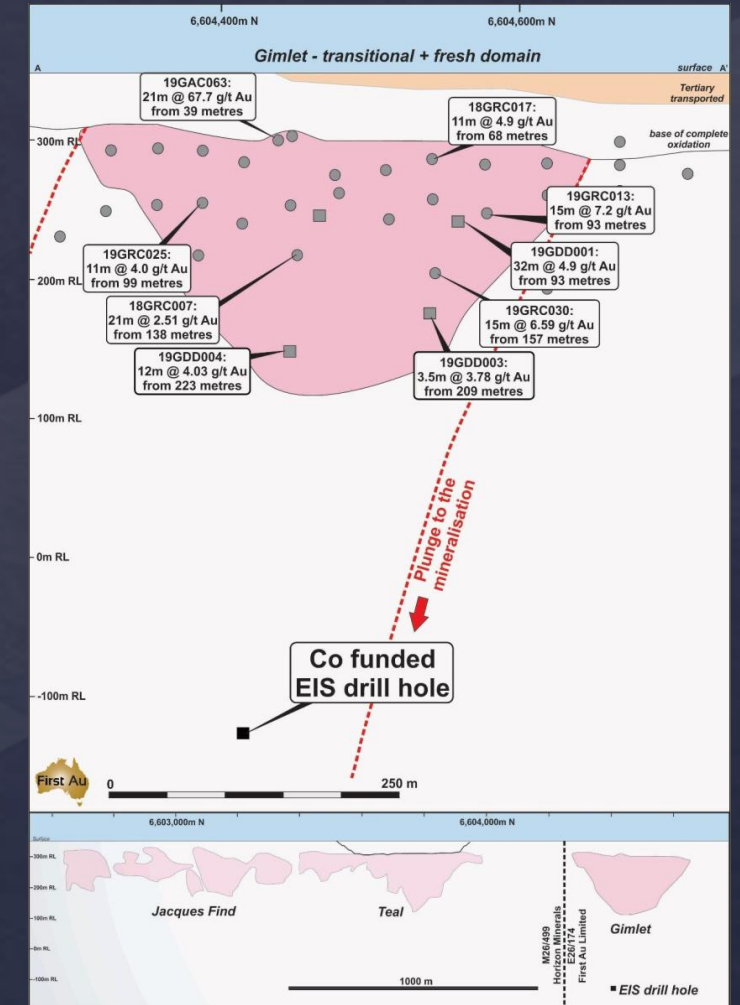 6,604,400m N
6,604,600m N
Gimlet - transitional + fresh domain
A
surface A'
19GAC063:
21m @ 67.7 g/t Au
from 39 metres
Tertiary
transported
18GRC017:
11m @ 4.9 g/t Au
from 68 metres
base of complete
oxidation
300m RL
19GRC013:
15m @ 7.2 g/t Au
from 93 metres
19GRC025:
11m @ 4.0 g/t Au
from 99 metres
19GDD001:
32m @ 4.9 g/t Au
from 93 metres
200m RL
18GRC007:
21m @ 2.51 g/t Au
from 138 metres
19GRC030:
15m @ 6.59 g/t Au
from 157 metres
19GDD004:
12m @ 4.03 g/t Au
from 223 metres
19GDD003:
3.5m @ 3.78 g/t Au
from 209 metres
100m RL
Plunge to the
mineralisation
0m RL
Co funded
EIS drill hole
-100m RL
First Au
0
250 m
6,603,000m N
6,604,000m N
Surface
300m RL
200m RL
100m RL
0m RL
-100m RL
Jacques Find
Teal
M26/499
Horizon Minerals
E26/174
First Au Limited
Gimlet
1000 m
EIS drill hole